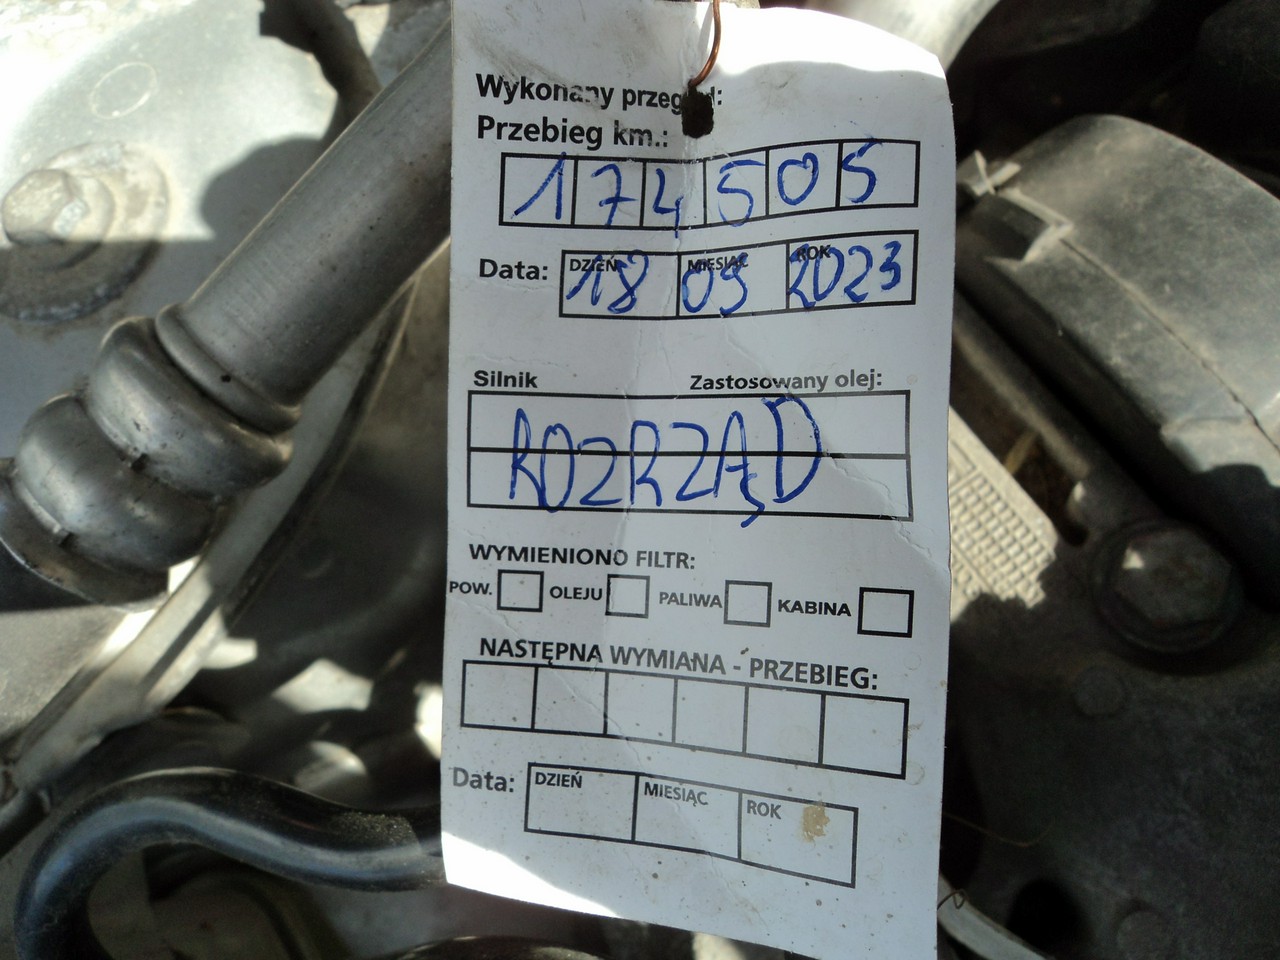 Wykonany przegląd:
Przebieg km.:
174505
Data: DZIEŃ 18 MIESIĄC 09 ROK 2023
Silnik Zastosowany olej:
ROZRZĄD
WYMIENIONO FILTR:
POW. OLEJU PALIWA KABINA
NASTĘPNA WYMIANA - PRZEBIEG:
Data: DZIEŃ MIESIĄC ROK